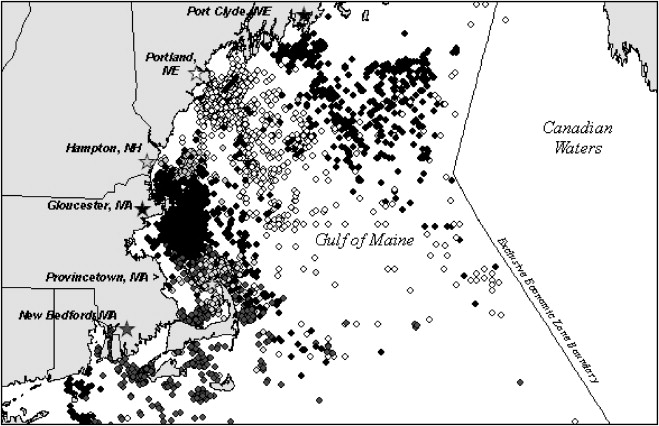 Port Clyde, ME
Portland,
ME
Canadian
Waters
Hampton, NH
Gloucester, MA
Gulf of Maine
Exclusive Economic Zone Boundary
Provincetown, MA >
New Bedford, MA